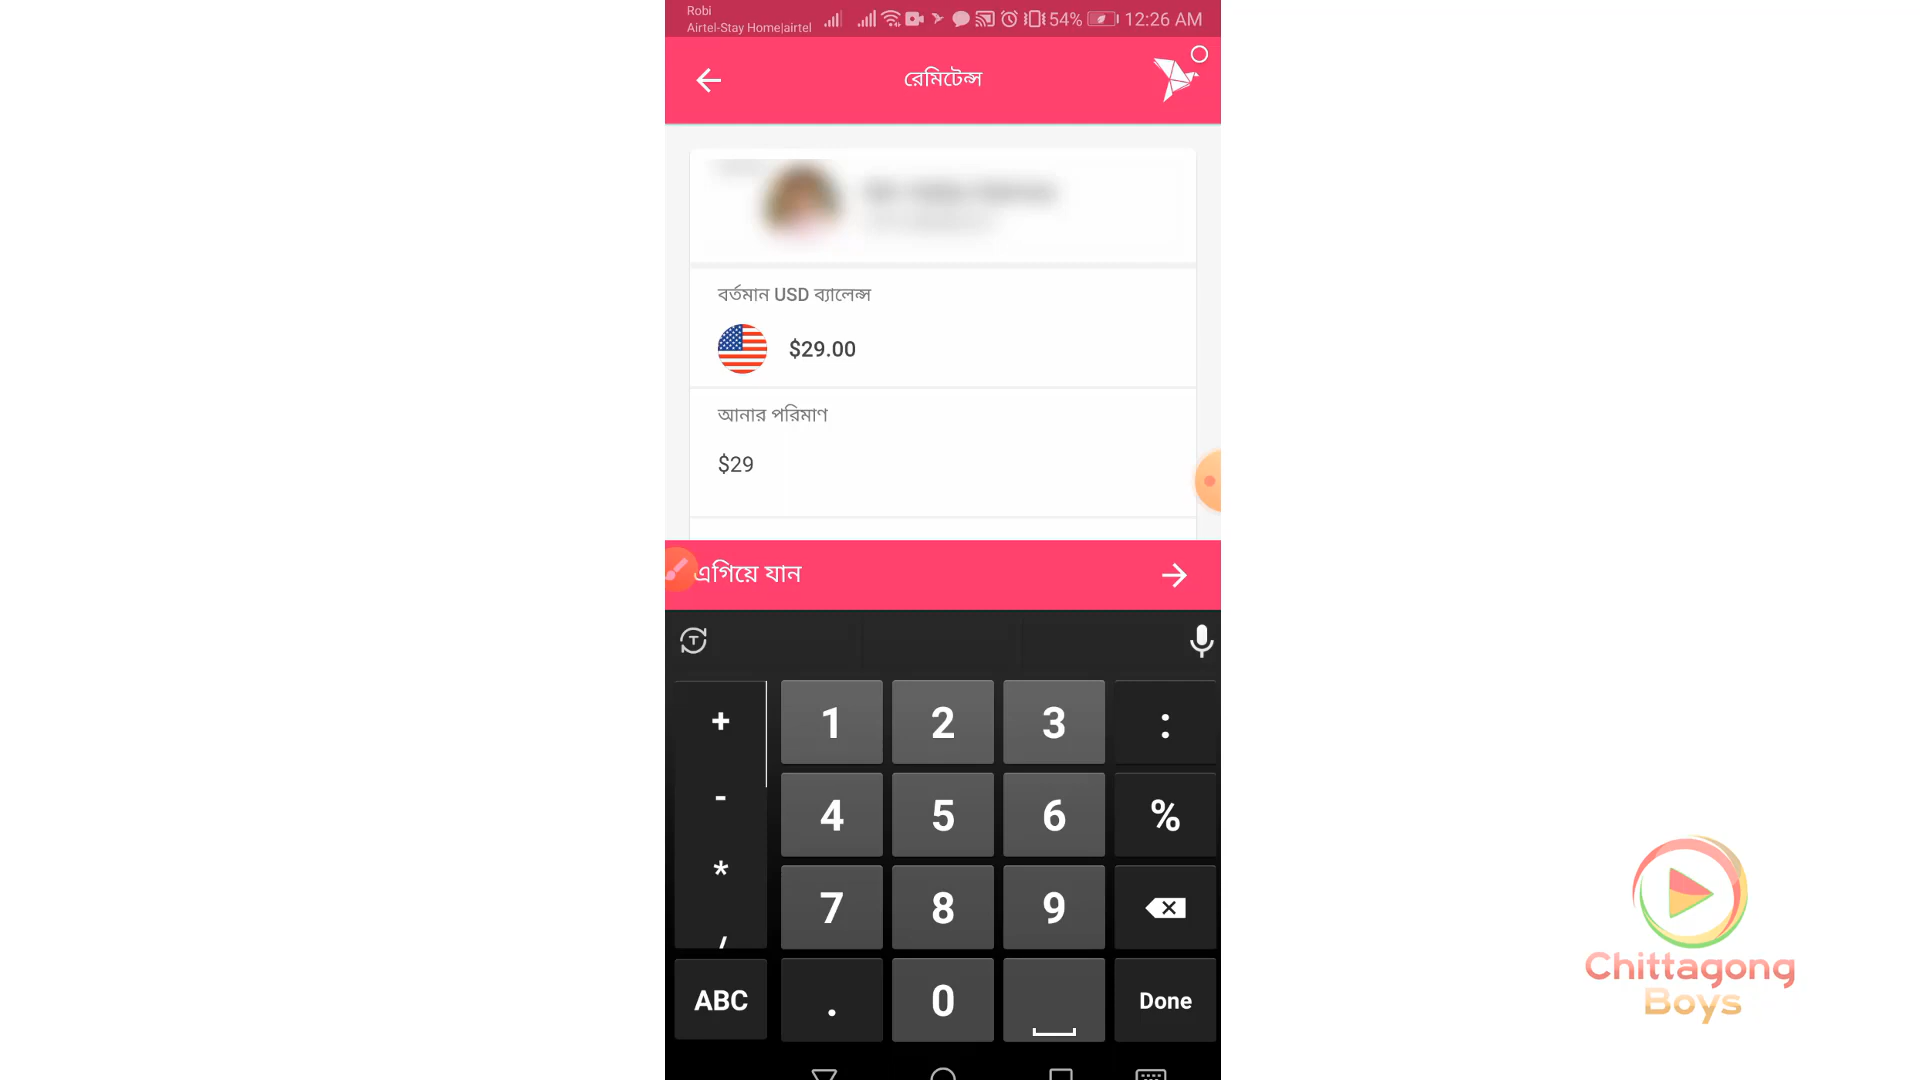 Robi
Airtel-Stay Home|airtel
54%
12:26 AM
রেমিটেন্স
বর্তমান USD ব্যালেন্স
$29.00
আনার পরিমাণ
$29
এগিয়ে যান
+ 1 2 3 :
- 4 5 6 %
* 7 8 9
/
ABC . 0 Done
Chittagong
Boys